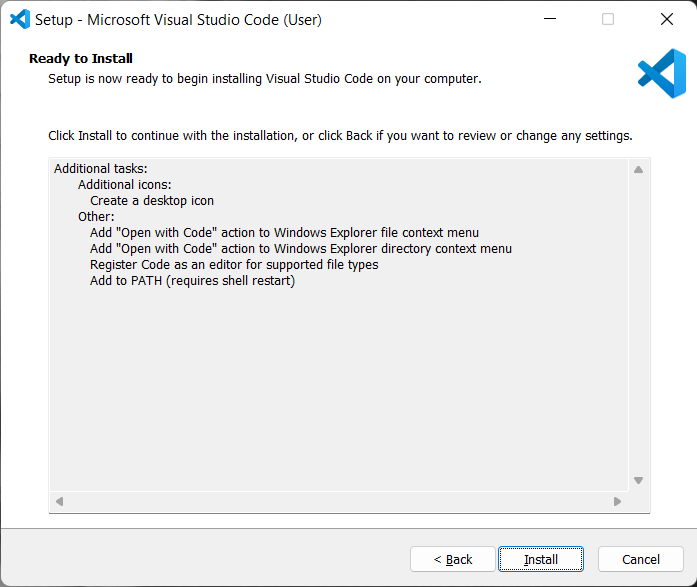 Setup - Microsoft Visual Studio Code (User)
Ready to Install
Setup is now ready to begin installing Visual Studio Code on your computer.
Click Install to continue with the installation, or click Back if you want to review or change any settings.
Additional tasks:
Additional icons:
Create a desktop icon
Other:
Add "Open with Code" action to Windows Explorer file context menu
Add "Open with Code" action to Windows Explorer directory context menu
Register Code as an editor for supported file types
Add to PATH (requires shell restart)
< Back
Install
Cancel